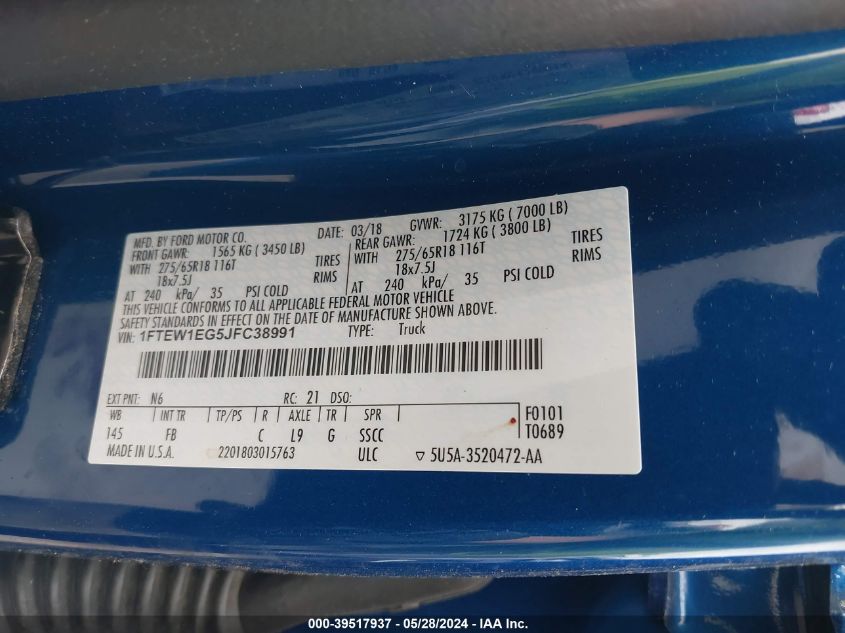 MFD. BY FORD MOTOR CO. DATE: 03/18 GVWR: 3175 KG ( 7000 LB)
FRONT GAWR: 1565 KG ( 3450 LB) REAR GAWR: 1724 KG ( 3800 LB)
WITH 275/65R18 116T TIRES WITH 275/65R18 116T TIRES
18x7.5J RIMS 18x7.5J RIMS
AT 240 kPa/ 35 PSI COLD AT 240 kPa/ 35 PSI COLD
THIS VEHICLE CONFORMS TO ALL APPLICABLE FEDERAL MOTOR VEHICLE
SAFETY STANDARDS IN EFFECT ON THE DATE OF MANUFACTURE SHOWN ABOVE.
VIN: 1FTEW1EG5JFC38991 TYPE: Truck
EXT PNT: N6 RC: 21 DSO:
WB INT TR TP/PS R AXLE TR SPR F0101
145 FB C L9 G SSCC T0689
MADE IN U.S.A. 2201803015763 ULC ▽ 5U5A-3520472-AA
000-39517937 - 05/28/2024 - IAA Inc.